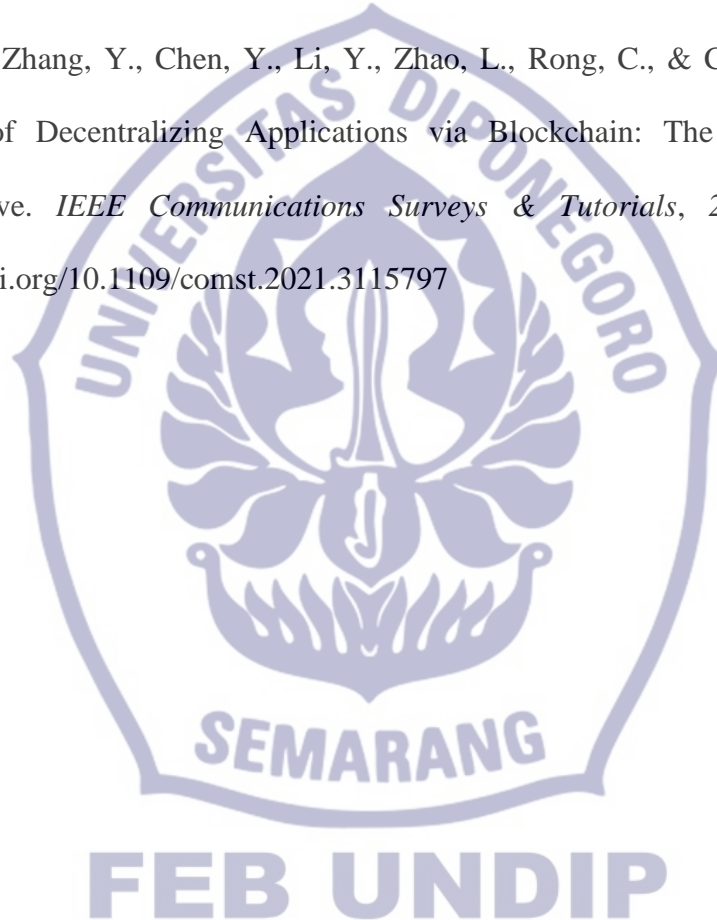 Zhang, Y., Chen, Y., Li, Y., Zhao, L., Rong, C., & C
of Decentralizing Applications via Blockchain: The
ve. IEEE Communications Surveys & Tutorials, 2
i.org/10.1109/comst.2021.3115797
UNIVERSITAS DIPONEGORO
SEMARANG
FEB UNDIP